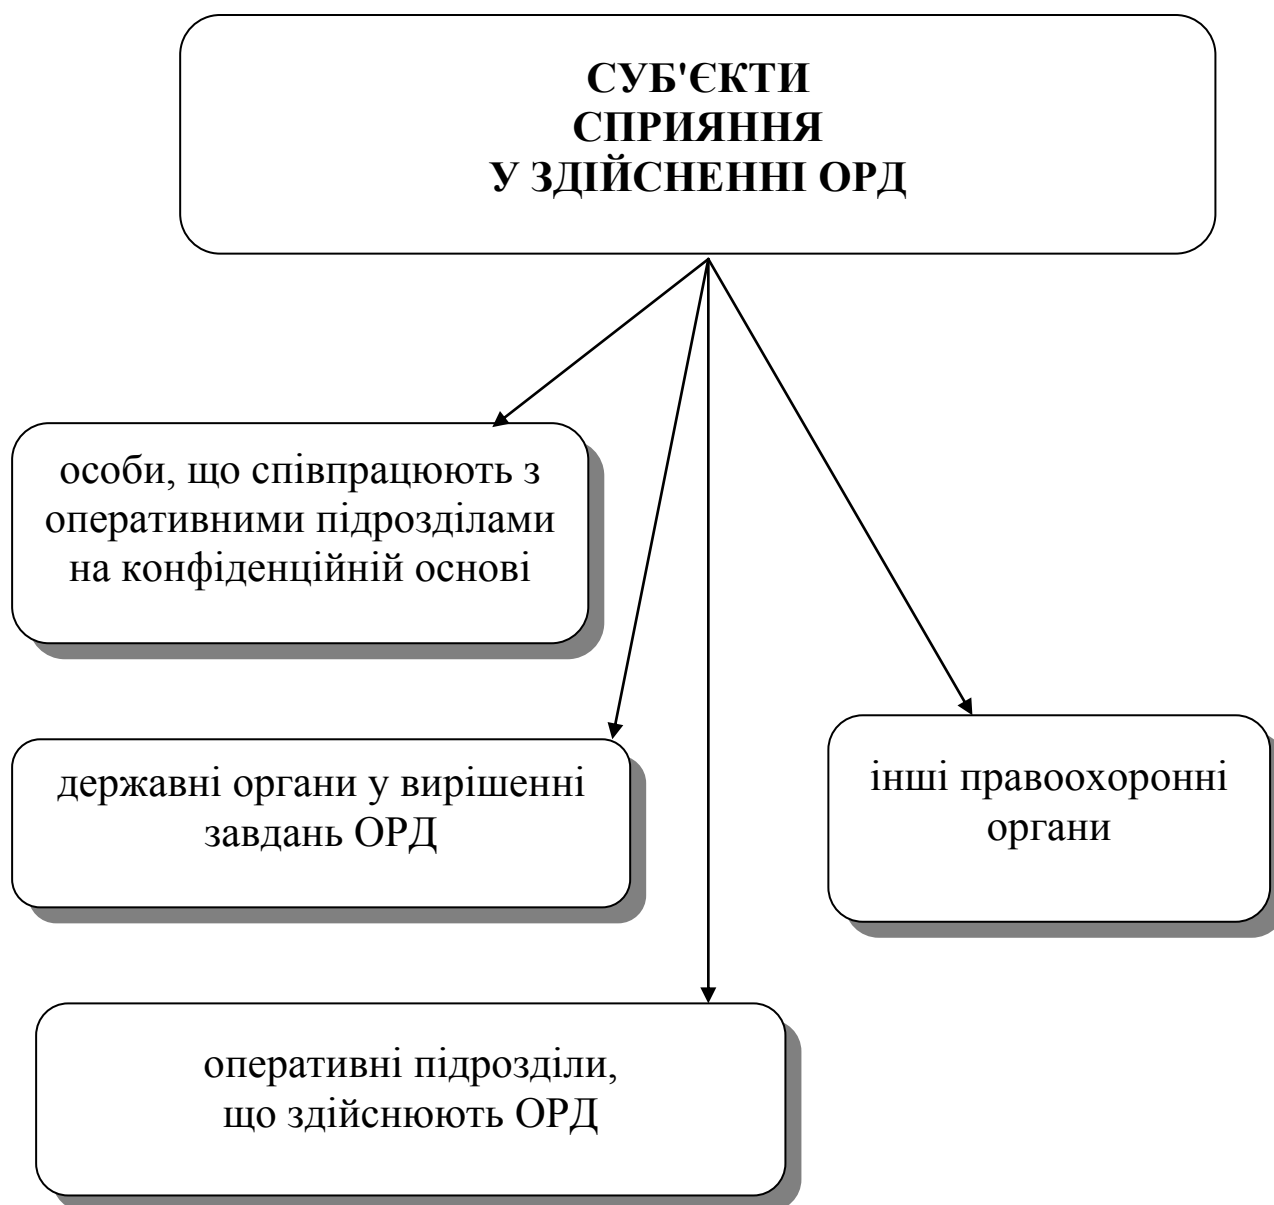 СУБ'ЄКТИ
СПРИЯННЯ
У ЗДІЙСНЕННІ ОРД
особи, що співпрацюють з
оперативними підрозділами
на конфіденційній основі
державні органи у вирішенні
завдань ОРД
інші правоохоронні
органи
оперативні підрозділи,
що здійснюють ОРД